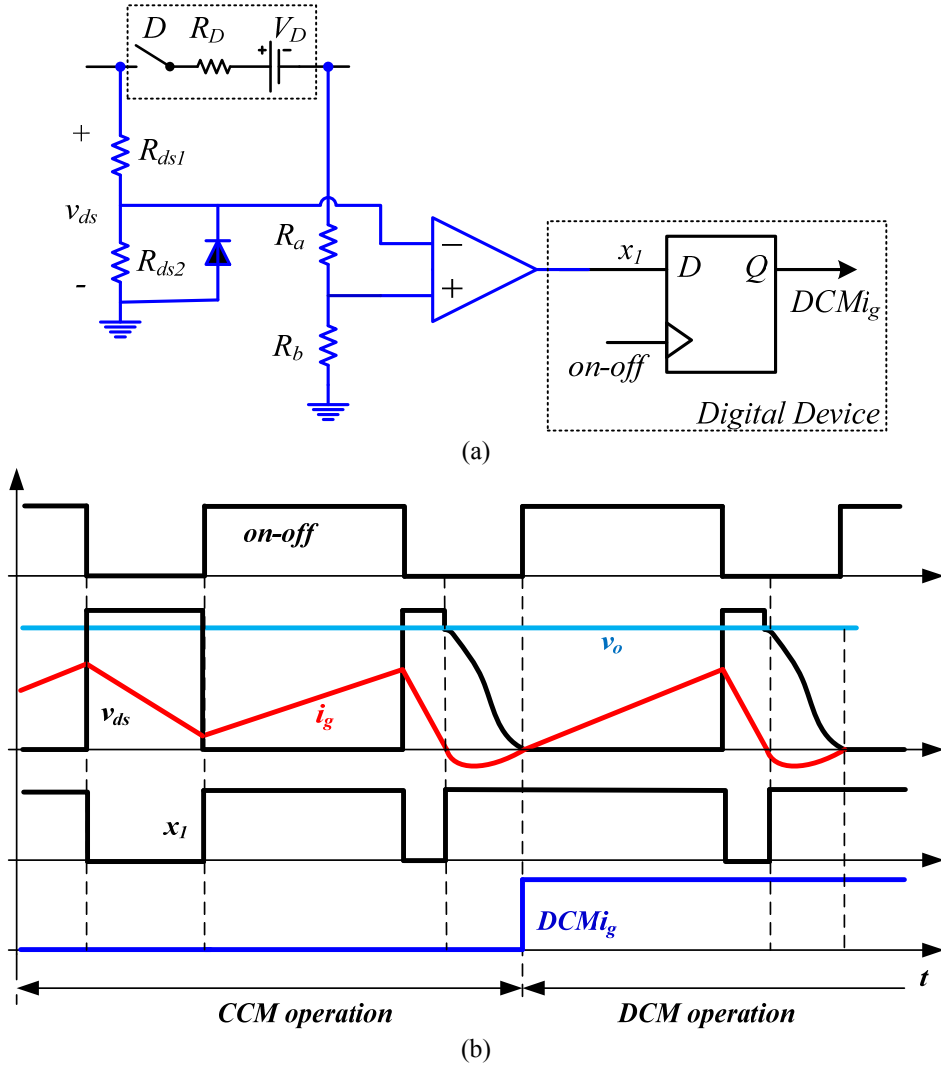 D R_D V_D
+ -
+
R_ds1
v_ds
R_ds2
-
R_a
R_b
−
+
x_1
D Q
DCMi_g
on-off
Digital Device
(a)
on-off
v_o
v_ds
i_g
x_1
DCMi_g
t
CCM operation
DCM operation
(b)